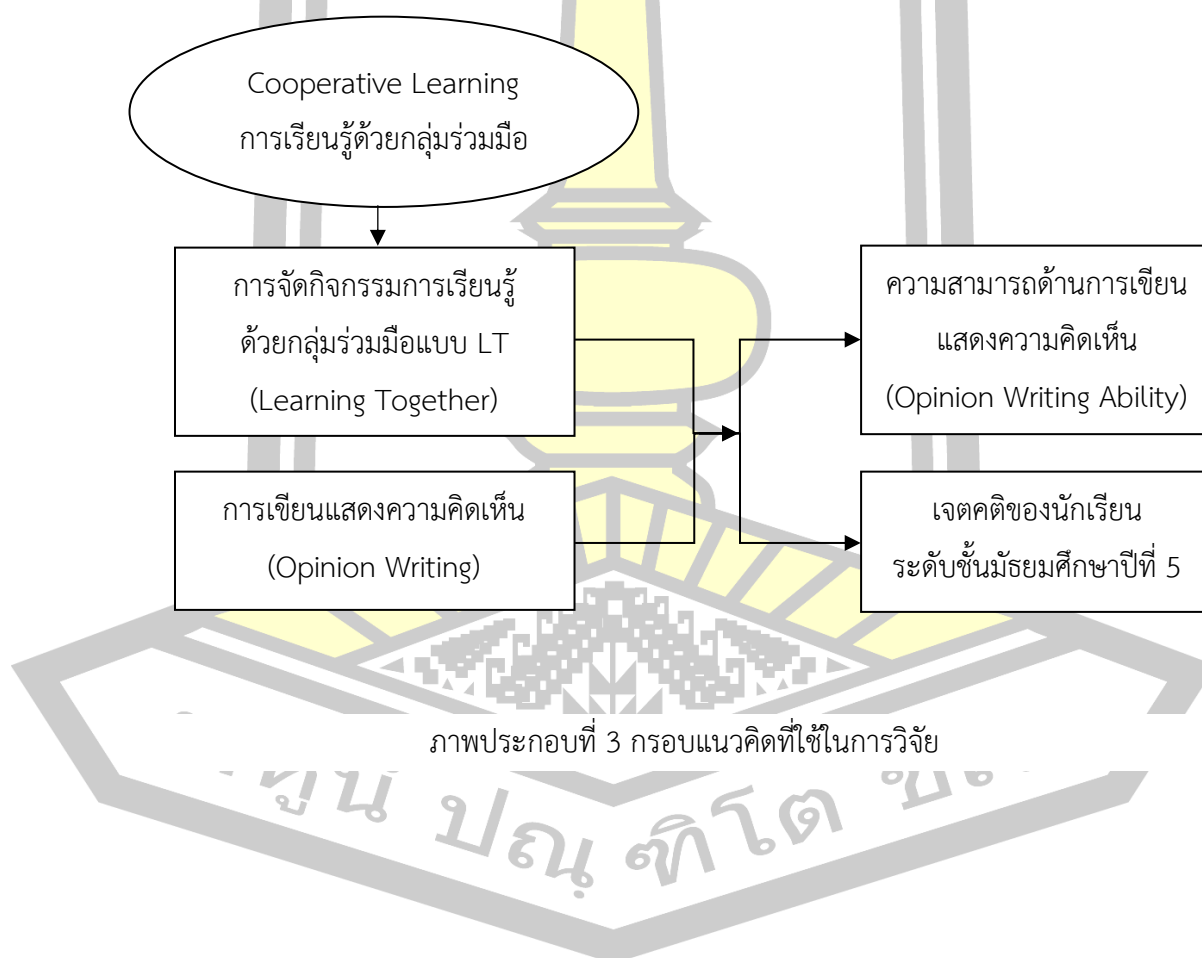 Cooperative Learning
การเรียนรู้ด้วยกลุ่มร่วมมือ
การจัดกิจกรรมการเรียนรู้
ด้วยกลุ่มร่วมมือแบบ LT
(Learning Together)
ความสามารถด้านการเขียน
แสดงความคิดเห็น
(Opinion Writing Ability)
การเขียนแสดงความคิดเห็น
(Opinion Writing)
เจตคติของนักเรียน
ระดับชั้นมัธยมศึกษาปีที่ 5
ภาพประกอบที่ 3 กรอบแนวคิดที่ใช้ในการวิจัย
ปณฺ ฑิโต